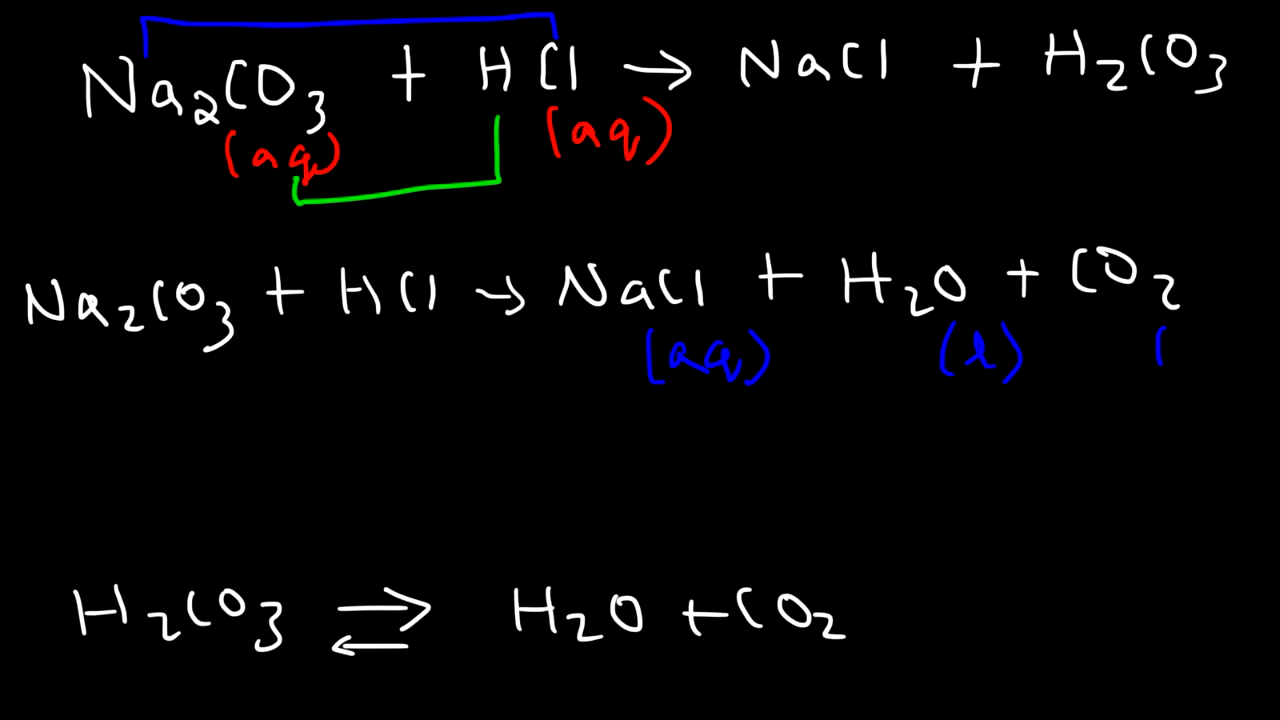 Na₂CO₃ + HCl → NaCl + H₂CO₃
(aq) (aq)
Na₂CO₃ + HCl → NaCl + H₂O + CO₂
(aq) (l) (
H₂CO₃ ⇌ H₂O + CO₂